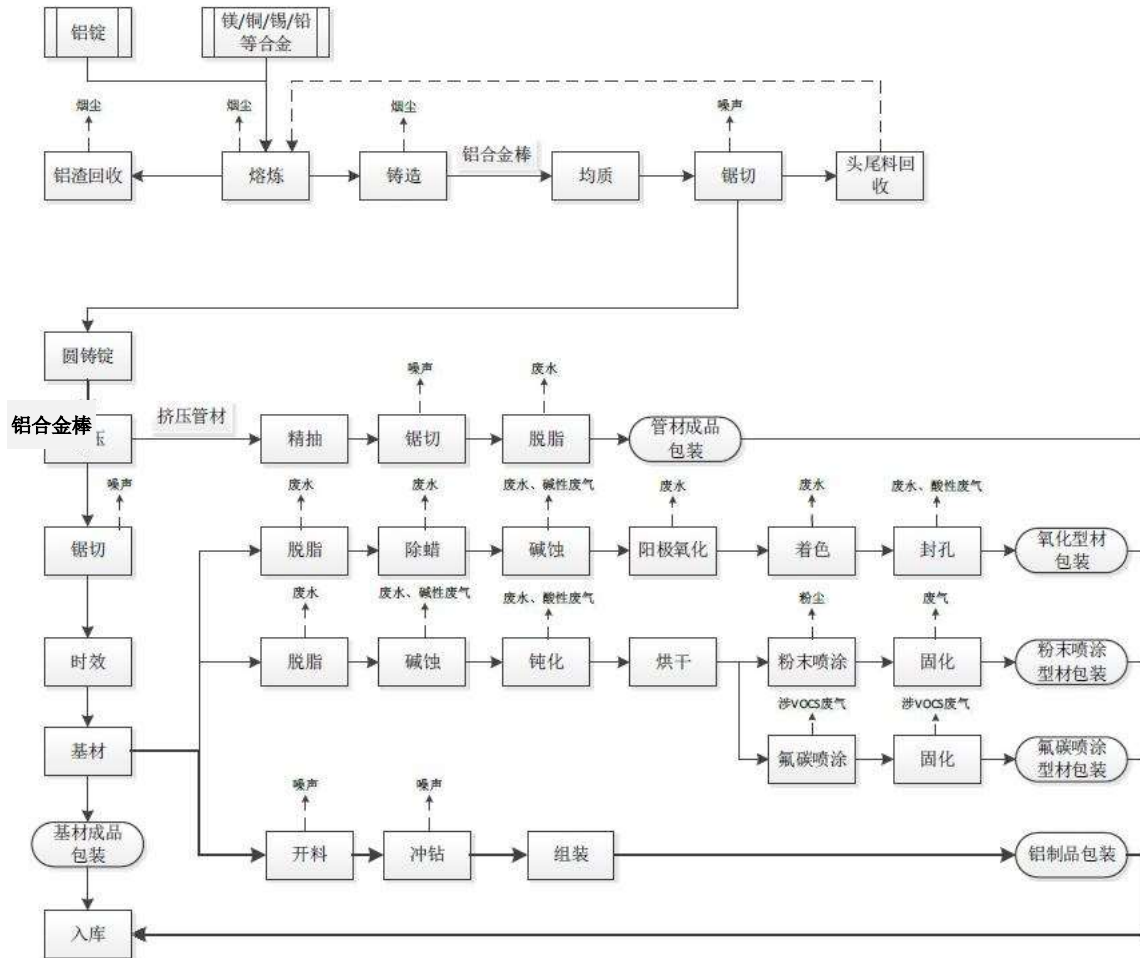 铝锭
镁/铜/锡/铅
等合金
烟尘
烟尘
烟尘
噪声
铝渣回收
熔炼
铸造
铝合金棒
均质
锯切
头尾料回
收
圆铸锭
噪声
废水
铝合金棒
压
挤压管材
精抽
锯切
脱脂
管材成品
包装
噪声
废水
废水
废水、碱性废气
废水
废水
废水、酸性废气
锯切
脱脂
除蜡
碱蚀
阳极氧化
着色
封孔
氧化型材
包装
废水
废水、碱性废气
废水、酸性废气
粉尘
废气
时效
脱脂
碱蚀
钝化
烘干
粉末喷涂
固化
粉末喷涂
型材包装
涉VOCS废气
涉VOCS废气
基材
氟碳喷涂
固化
氟碳喷涂
型材包装
噪声
噪声
基材成品
包装
开料
冲钻
组装
铝制品包装
入库